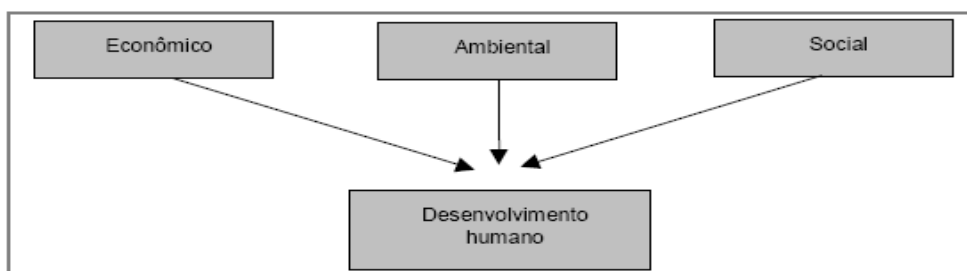 Econômico
Ambiental
Social
Desenvolvimento
humano